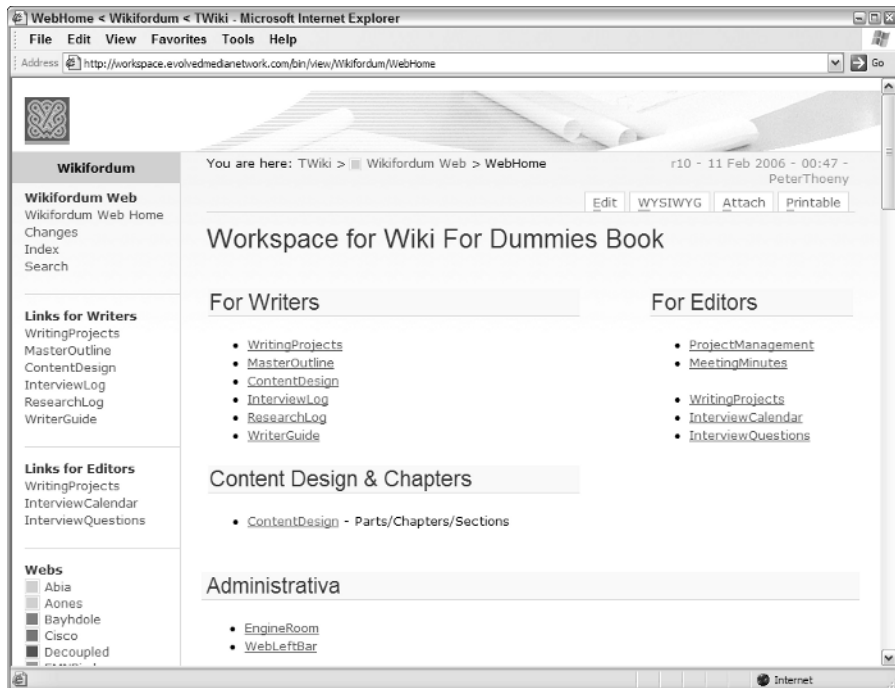 WebHome < Wikifordum < TWiki - Microsoft Internet Explorer
File Edit View Favorites Tools Help
Address http://workspace.evolvedmedianetwork.com/bin/view/Wikifordum/WebHome Go
Wikifordum
Wikifordum Web
Wikifordum Web Home
Changes
Index
Search
Links for Writers
WritingProjects
MasterOutline
ContentDesign
InterviewLog
ResearchLog
WriterGuide
Links for Editors
WritingProjects
InterviewCalendar
InterviewQuestions
Webs
Abia
Aones
Bayhdole
Cisco
Decoupled
You are here: TWiki > Wikifordum Web > WebHome
r10 - 11 Feb 2006 - 00:47 -
PeterThoeny
Edit WYSIWYG Attach Printable
Workspace for Wiki For Dummies Book
For Writers
• WritingProjects
• MasterOutline
• ContentDesign
• InterviewLog
• ResearchLog
• WriterGuide
For Editors
• ProjectManagement
• MeetingMinutes
• WritingProjects
• InterviewCalendar
• InterviewQuestions
Content Design & Chapters
• ContentDesign - Parts/Chapters/Sections
Administrativa
• EngineRoom
• WebLeftBar
Internet